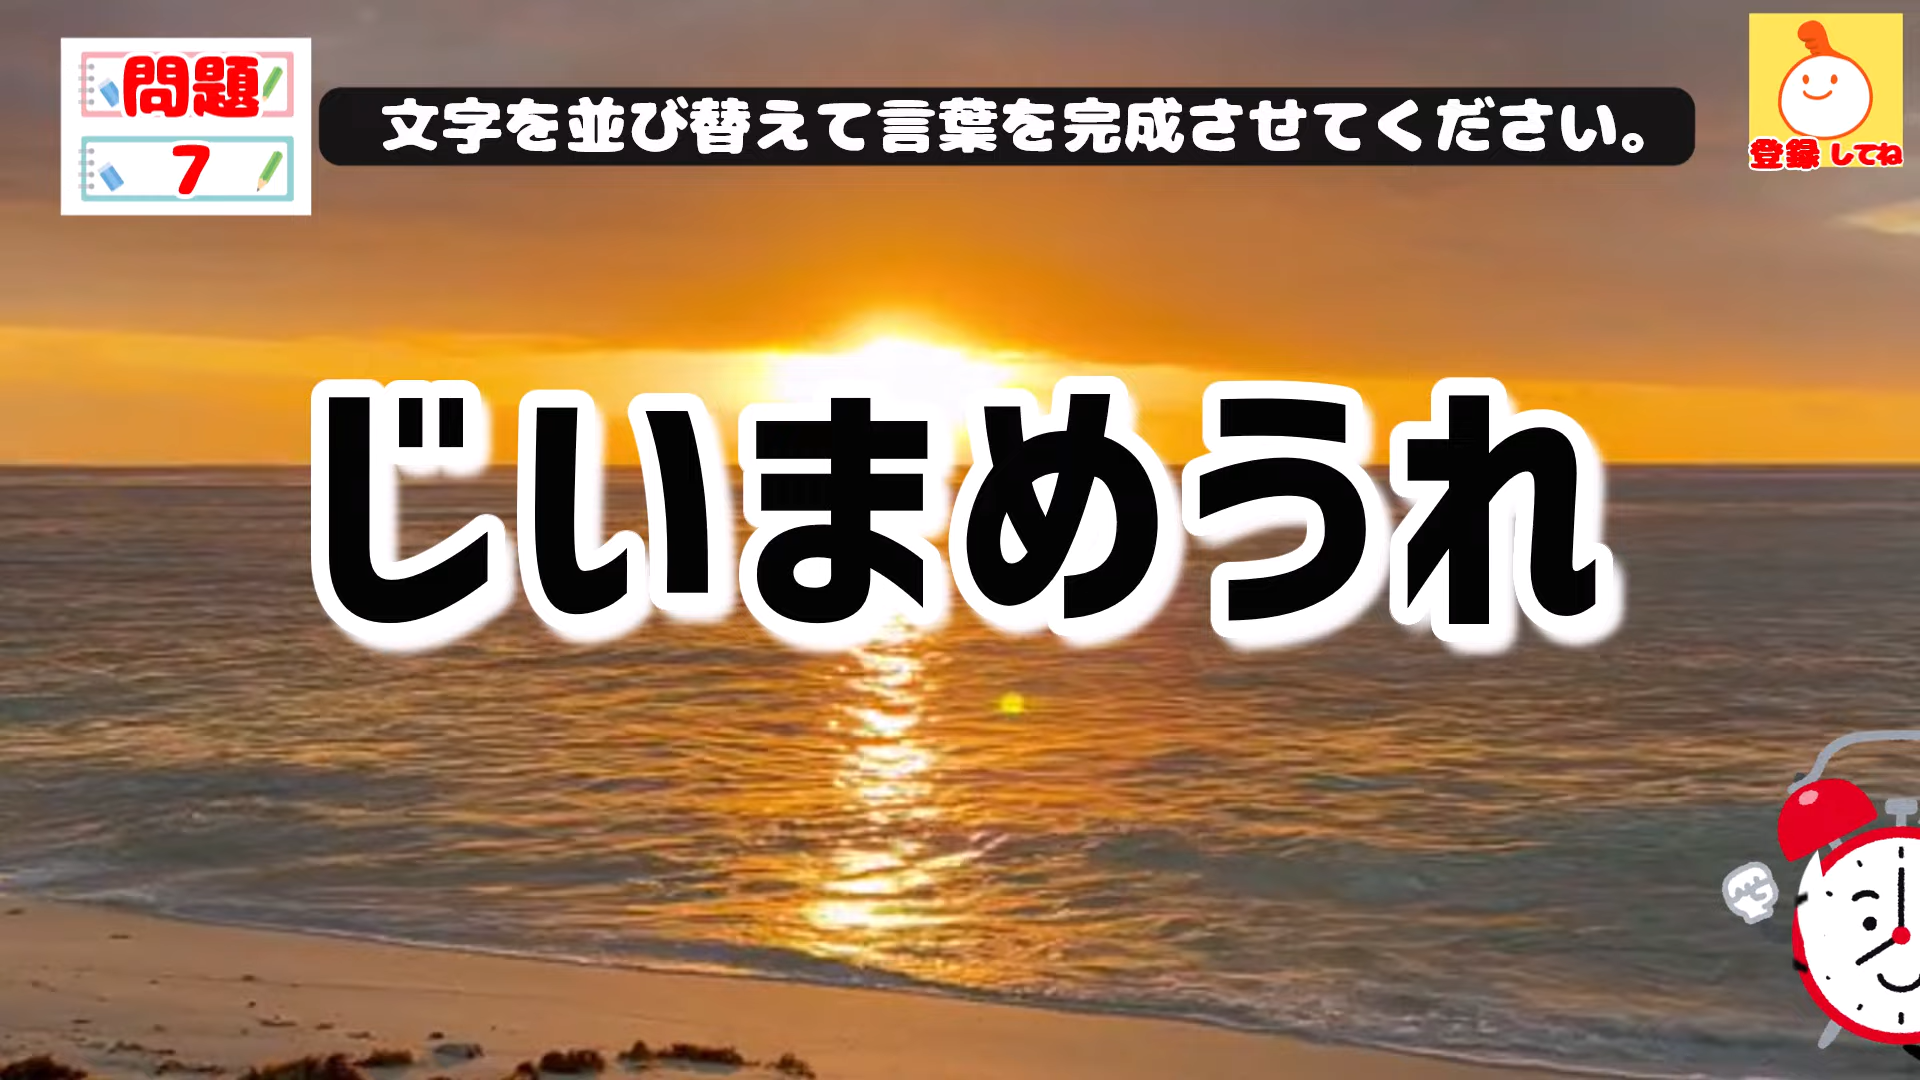 問題
7
文字を並び替えて言葉を完成させてください。
登録してね
じいまめうれ